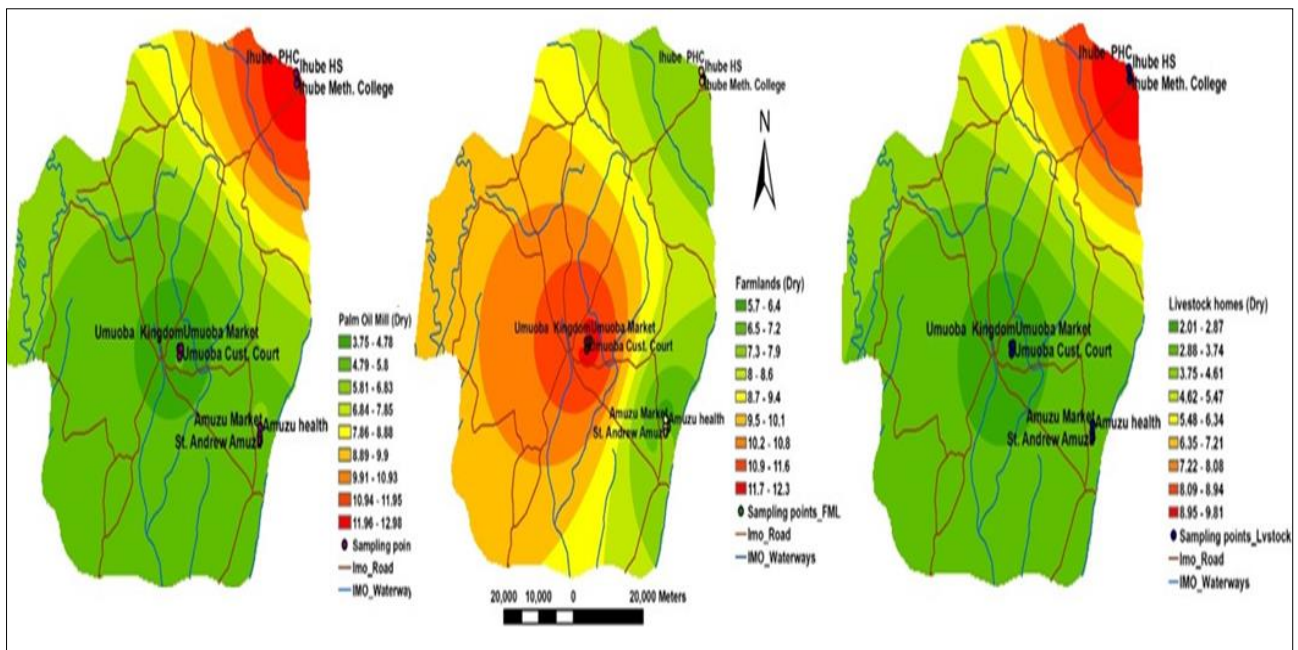 Ihube PHC
Ihube HS
Ihube Meth. College
Umuoba KingdomUmuoba Market
Umuoba Cust. Court
Amuzu Market
Amuzu health
St. Andrew Amuz
Palm Oil Mill (Dry)
3.75 - 4.78
4.79 - 5.8
5.81 - 6.83
6.84 - 7.85
7.86 - 8.88
8.89 - 9.9
9.91 - 10.93
10.94 - 11.95
11.96 - 12.98
Sampling poin
Imo_Road
IMO_Waterway
Ihube PHC
Ihube HS
Ihube Meth. College
Umuoba KingdomUmuoba Market
Umuoba Cust. Court
Amuzu Market
Amuzu health
St. Andrew Amuz
N
Farmlands (Dry)
5.7 - 6.4
6.5 - 7.2
7.3 - 7.9
8 - 8.6
8.7 - 9.4
9.5 - 10.1
10.2 - 10.8
10.9 - 11.6
11.7 - 12.3
Sampling points_FML
Imo_Road
IMO_Waterways
20,000 10,000 0 20,000 Meters
Ihube PHC
Ihube HS
Ihube Meth. College
Umuoba KingdomUmuoba Market
Umuoba Cust. Court
Amuzu Market
Amuzu health
St. Andrew Amuz
Livestock homes (Dry)
2.01 - 2.87
2.88 - 3.74
3.75 - 4.61
4.62 - 5.47
5.48 - 6.34
6.35 - 7.21
7.22 - 8.08
8.09 - 8.94
8.95 - 9.81
Sampling points_Lvstock
Imo_Road
IMO_Waterways